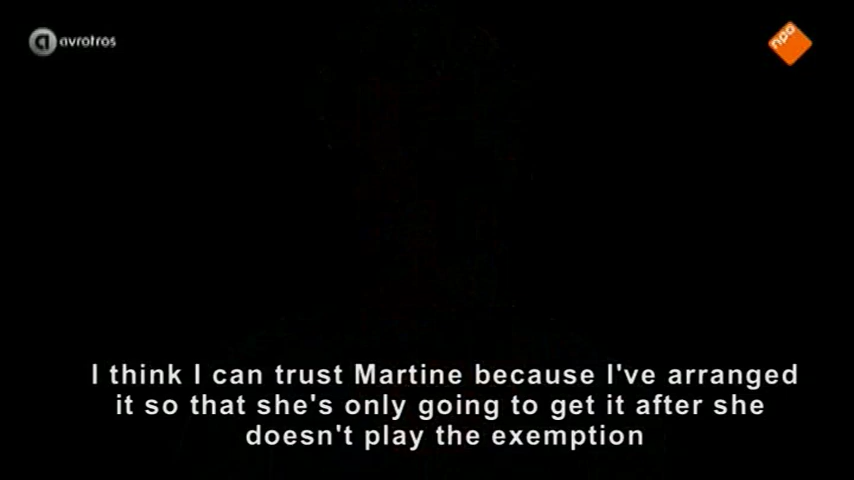 avrotros
npo
I think I can trust Martine because I've arranged
it so that she's only going to get it after she
doesn't play the exemption